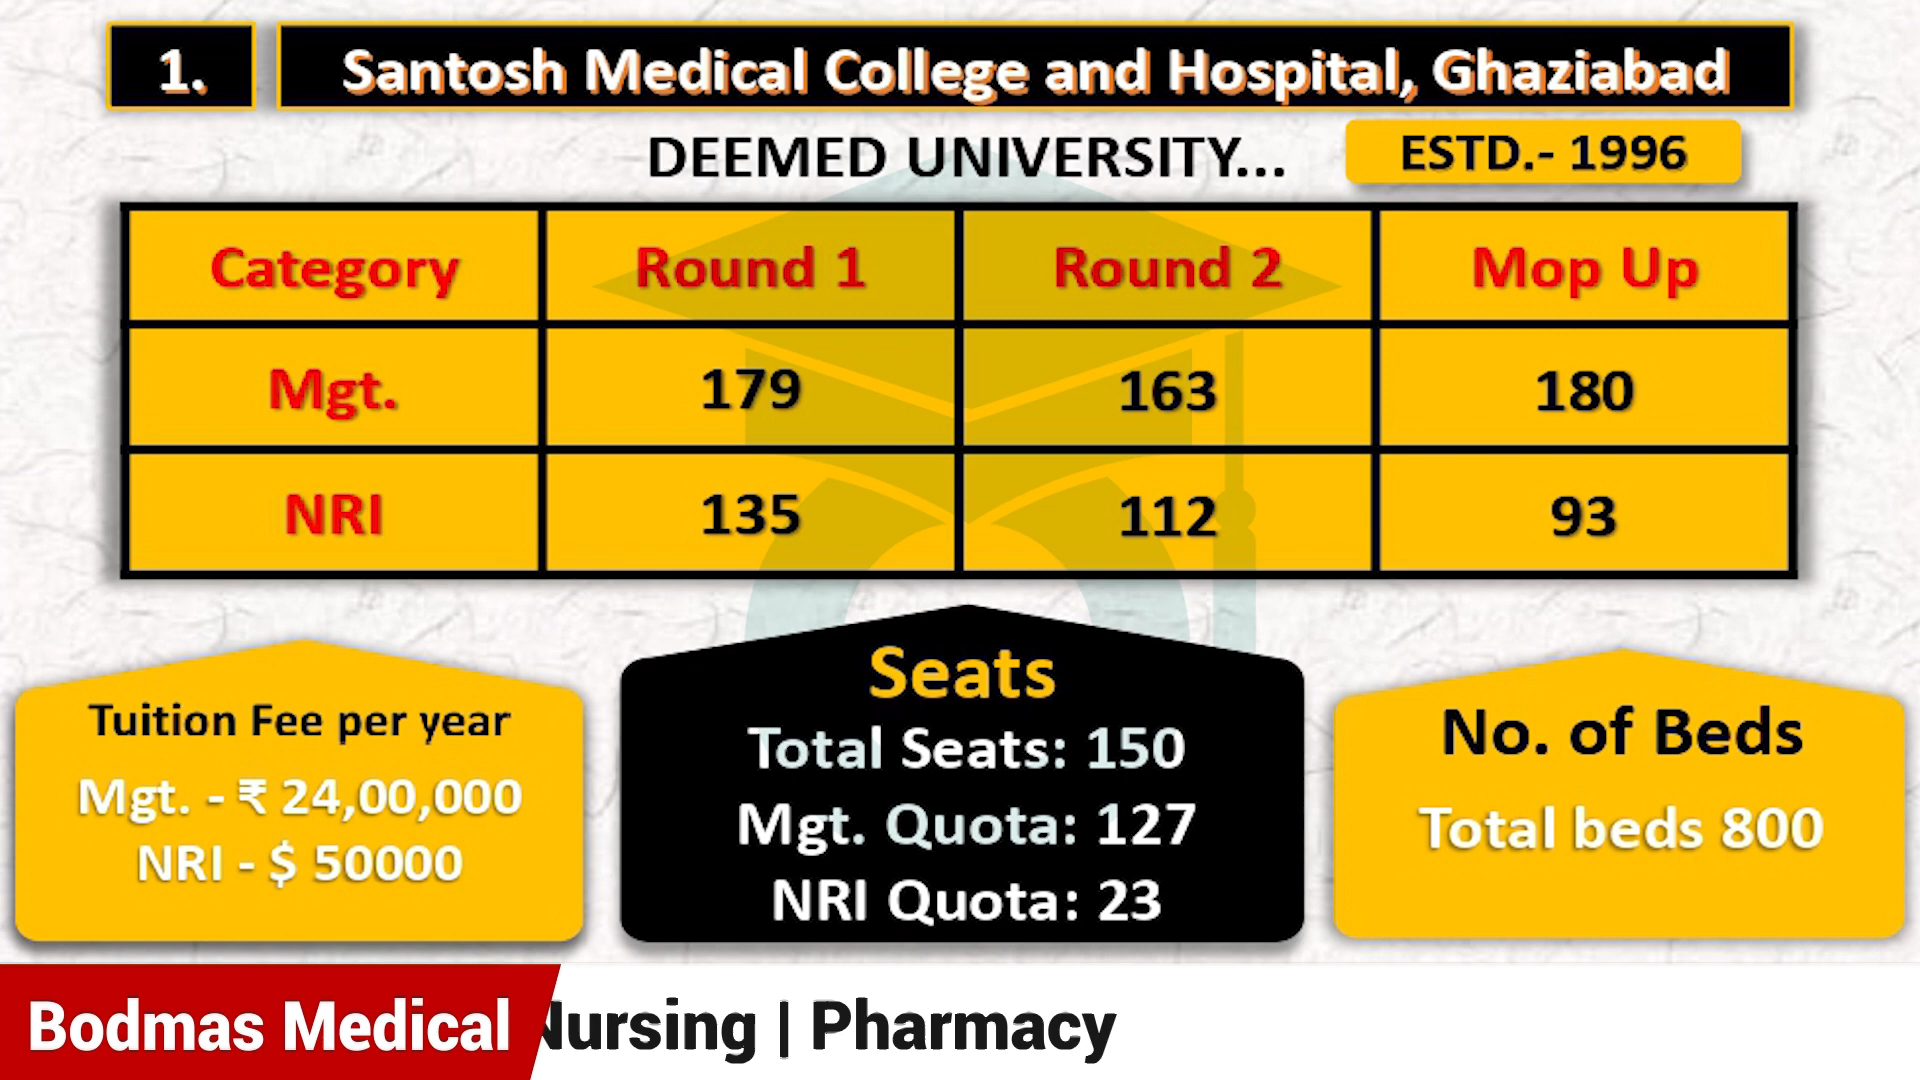 1.
Santosh Medical College and Hospital, Ghaziabad
DEEMED UNIVERSITY...
ESTD.- 1996
Category Round 1 Round 2 Mop Up
Mgt. 179 163 180
NRI 135 112 93
Tuition Fee per year
Mgt. - ₹ 24,00,000
NRI - $ 50000
Seats
Total Seats: 150
Mgt. Quota: 127
NRI Quota: 23
No. of Beds
Total beds 800
Bodmas Medical
Nursing | Pharmacy